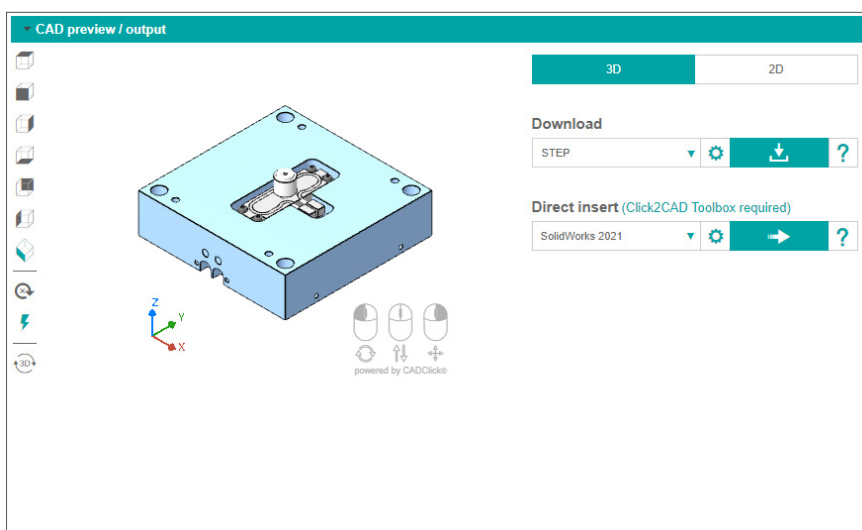 CAD preview / output
3D
2D
Download
STEP
?
Direct insert (Click2CAD Toolbox required)
SolidWorks 2021
?
Z
Y
X
3D
powered by CADClick®